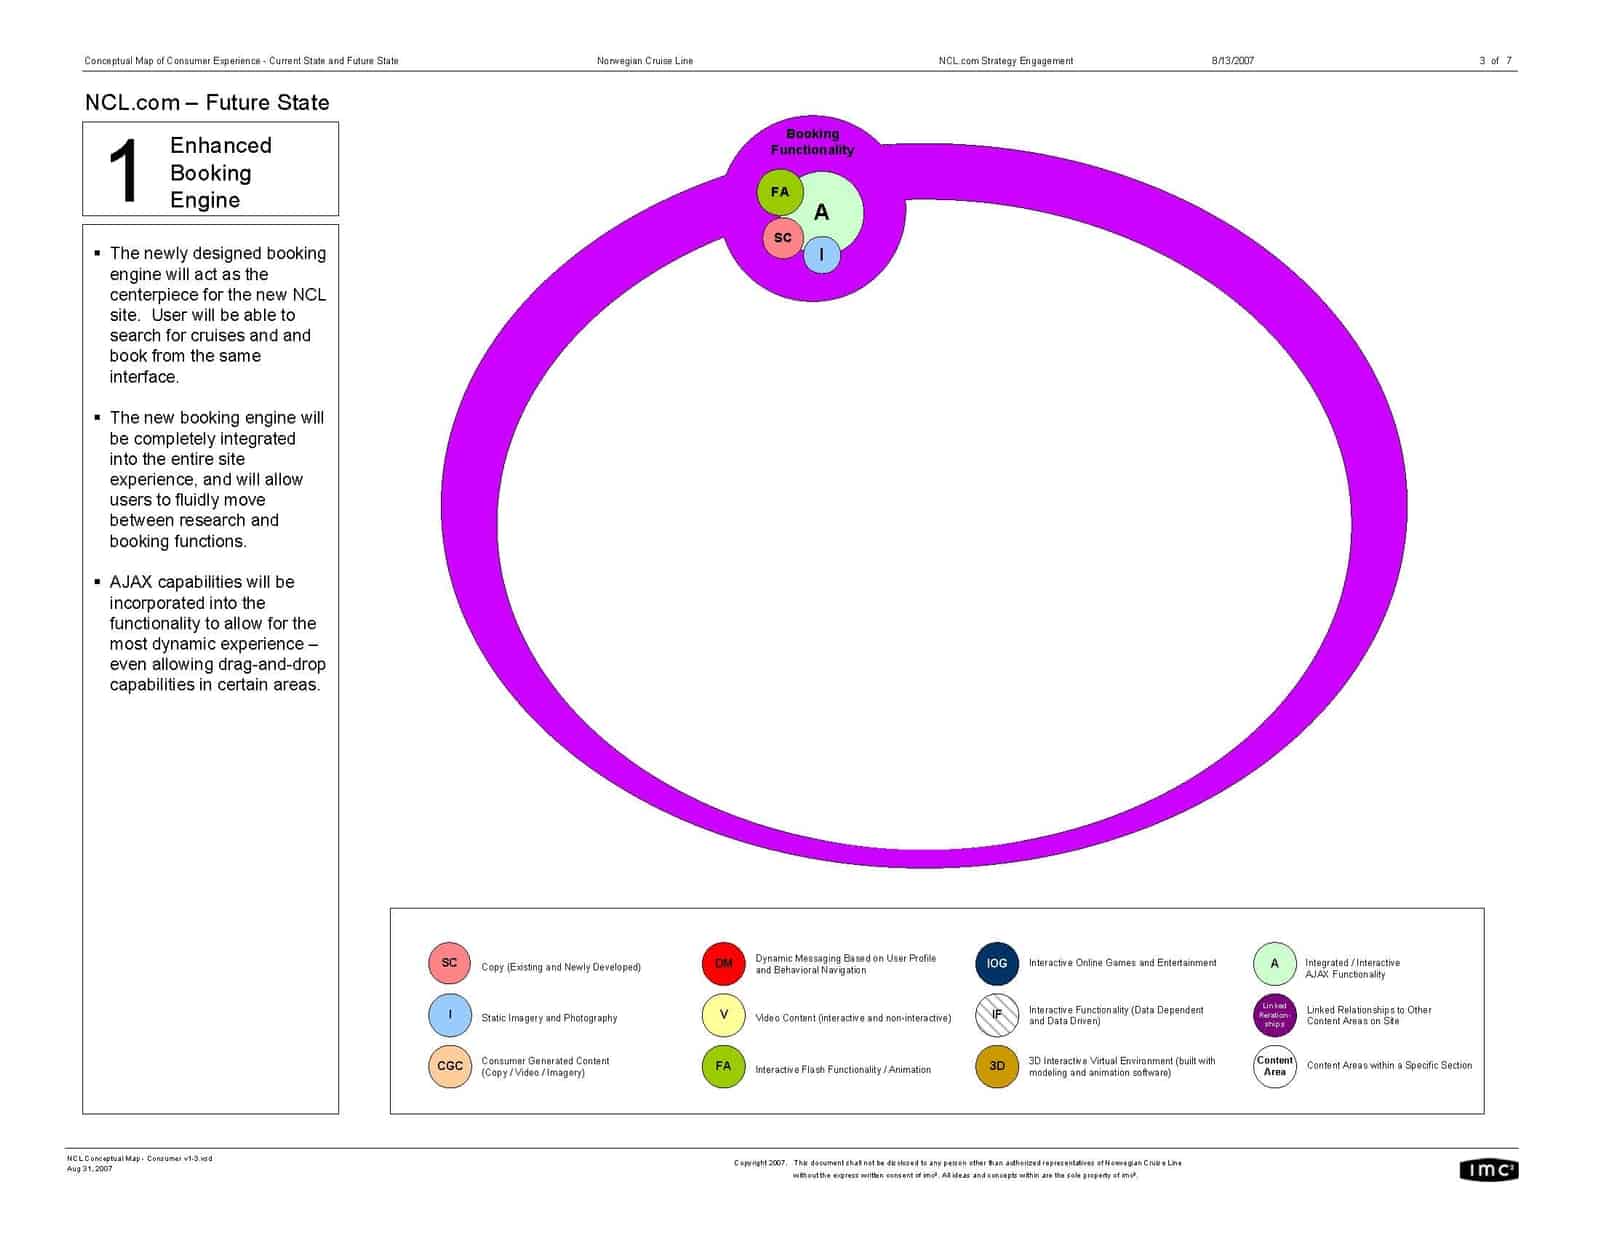 Conceptual Map of Consumer Experience - Current State and Future State
Norwegian Cruise Line
NCL.com Strategy Engagement
8/13/2007
3 of 7
NCL.com – Future State
1
Enhanced
Booking
Engine
▪ The newly designed booking
engine will act as the
centerpiece for the new NCL
site. User will be able to
search for cruises and and
book from the same
interface.
▪ The new booking engine will
be completely integrated
into the entire site
experience, and will allow
users to fluidly move
between research and
booking functions.
▪ AJAX capabilities will be
incorporated into the
functionality to allow for the
most dynamic experience –
even allowing drag-and-drop
capabilities in certain areas.
Booking
Functionality
FA
A
SC
I
SC
Copy (Existing and Newly Developed)
I
Static Imagery and Photography
CGC
Consumer Generated Content
(Copy / Video / Imagery)
DM
Dynamic Messaging Based on User Profile
and Behavioral Navigation
V
Video Content (interactive and non-interactive)
FA
Interactive Flash Functionality / Animation
IOG
Interactive Online Games and Entertainment
IF
Interactive Functionality (Data Dependent
and Data Driven)
3D
3D Interactive Virtual Environment (built with
modeling and animation software)
A
Integrated / Interactive
AJAX Functionality
Linked
Relation-
ships
Linked Relationships to Other
Content Areas on Site
Content
Area
Content Areas within a Specific Section
NCL Conceptual Map - Consumer v1-3.vsd
Aug 31, 2007
Copyright 2007. This document shall not be disclosed to any person other than authorized representatives of Norwegian Cruise Line
without the express written consent of imc². All ideas and concepts within are the sole property of imc².
imc²